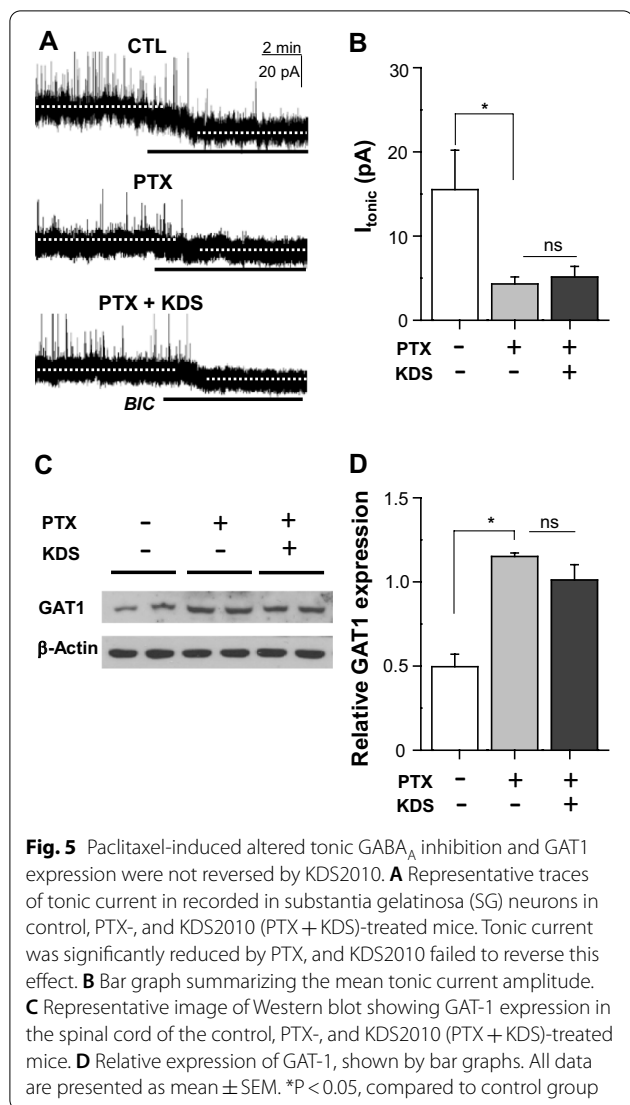 A
CTL
2 min
20 pA
PTX
PTX + KDS
BIC
B
30
20
10
0
I_tonic (pA)
*
ns
PTX - + +
KDS - - +
C
PTX - + +
KDS - - +
GAT1
β-Actin
D
1.5
1.0
0.5
0
Relative GAT1 expression
*
ns
PTX - + +
KDS - - +
Fig. 5 Paclitaxel-induced altered tonic GABA_A inhibition and GAT1
expression were not reversed by KDS2010. A Representative traces
of tonic current in recorded in substantia gelatinosa (SG) neurons in
control, PTX-, and KDS2010 (PTX + KDS)-treated mice. Tonic current
was significantly reduced by PTX, and KDS2010 failed to reverse this
effect. B Bar graph summarizing the mean tonic current amplitude.
C Representative image of Western blot showing GAT-1 expression in
the spinal cord of the control, PTX-, and KDS2010 (PTX + KDS)-treated
mice. D Relative expression of GAT-1, shown by bar graphs. All data
are presented as mean ± SEM. *P < 0.05, compared to control group